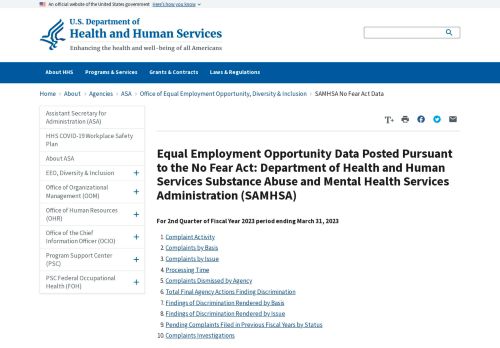 An official website of the United States government Here's how you know
U.S. Department of
Health and Human Services
Enhancing the health and well-being of all Americans
About HHS Programs & Services Grants & Contracts Laws & Regulations
Home › About › Agencies › ASA › Office of Equal Employment Opportunity, Diversity & Inclusion › SAMHSA No Fear Act Data
Assistant Secretary for
Administration (ASA)
HHS COVID-19 Workplace Safety
Plan
About ASA
EEO, Diversity & Inclusion
Office of Organizational
Management (OOM)
Office of Human Resources
(OHR)
Office of the Chief
Information Officer (OCIO)
Program Support Center
(PSC)
PSC Federal Occupational
Health (FOH)
T+
Equal Employment Opportunity Data Posted Pursuant
to the No Fear Act: Department of Health and Human
Services Substance Abuse and Mental Health Services
Administration (SAMHSA)
For 2nd Quarter of Fiscal Year 2023 period ending March 31, 2023
1. Complaint Activity
2. Complaints by Basis
3. Complaints by Issue
4. Processing Time
5. Complaints Dismissed by Agency
6. Total Final Agency Actions Finding Discrimination
7. Findings of Discrimination Rendered by Basis
8. Findings of Discrimination Rendered by Issue
9. Pending Complaints Filed in Previous Fiscal Years by Status
10. Complaints Investigations